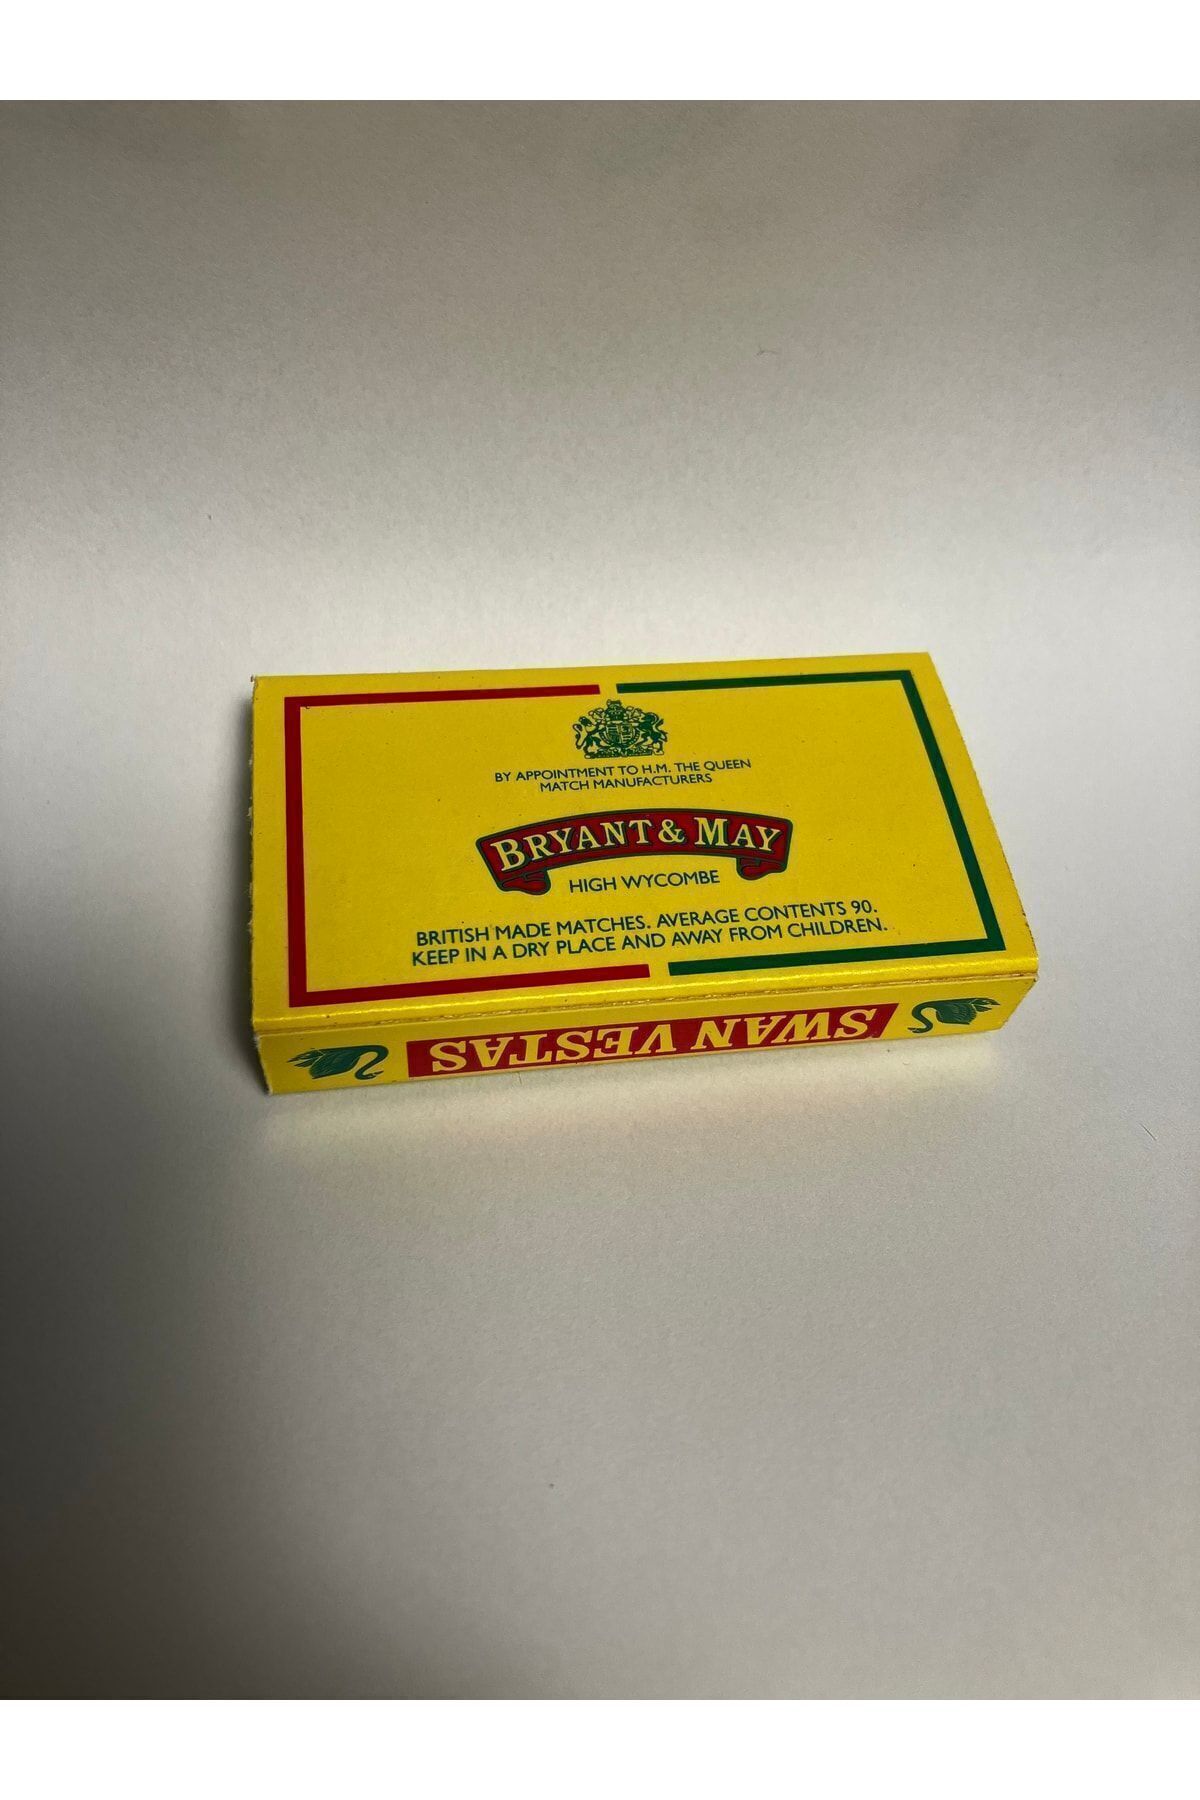 BY APPOINTMENT TO H.M. THE QUEEN
MATCH MANUFACTURERS
BRYANT & MAY
HIGH WYCOMBE
BRITISH MADE MATCHES. AVERAGE CONTENTS 90.
KEEP IN A DRY PLACE AND AWAY FROM CHILDREN.
SWAN VESTAS